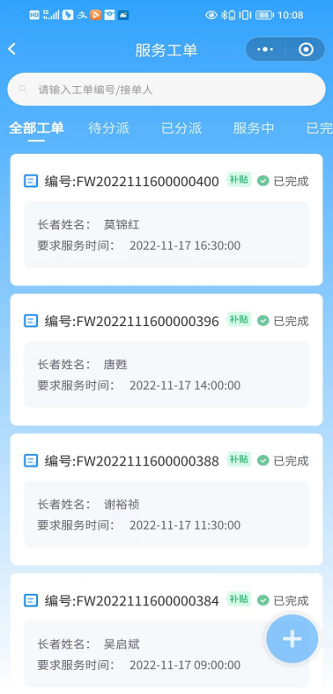 HD 86 10:08
服务工单
请输入工单编号/接单人
全部工单 待分派 已分派 服务中 已完
编号:FW2022111600000400 补贴 已完成
长者姓名： 莫锦红
要求服务时间： 2022-11-17 16:30:00
编号:FW2022111600000396 补贴 已完成
长者姓名： 唐甦
要求服务时间： 2022-11-17 14:00:00
编号:FW2022111600000388 补贴 已完成
长者姓名： 谢裕祯
要求服务时间： 2022-11-17 11:30:00
编号:FW2022111600000384 补贴 已完成
长者姓名： 吴启斌
要求服务时间： 2022-11-17 09:00:00